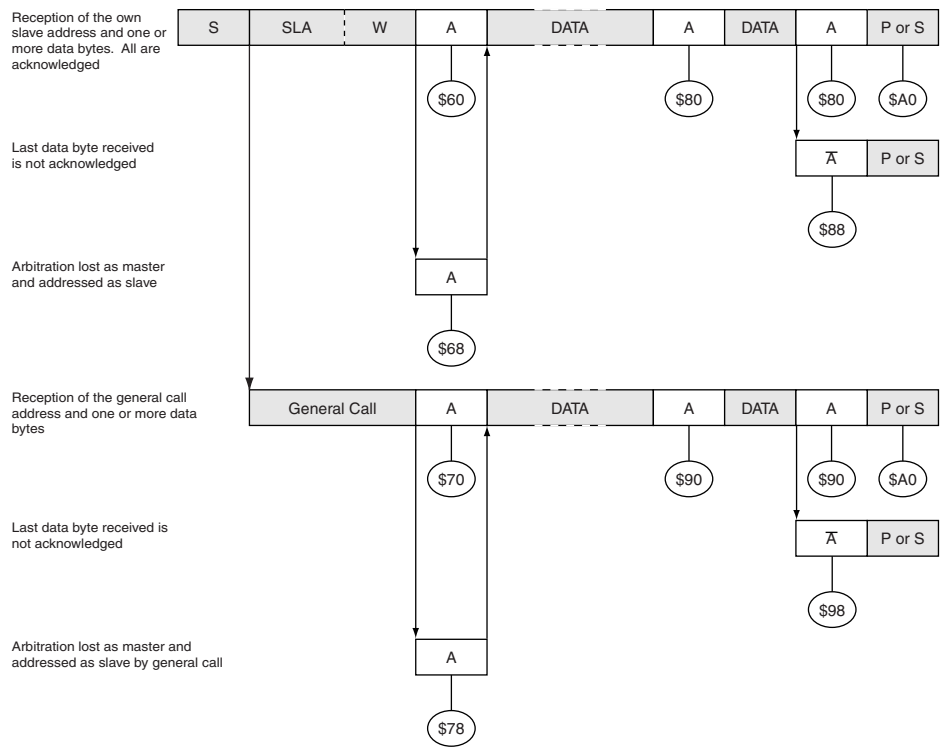 Reception of the own
slave address and one or
more data bytes. All are
acknowledged
S SLA W A DATA A DATA A P or S
$60 $80 $80 $A0
Last data byte received
is not acknowledged
A̅ P or S
$88
Arbitration lost as master
and addressed as slave
A
$68
Reception of the general call
address and one or more data
bytes
General Call A DATA A DATA A P or S
$70 $90 $90 $A0
Last data byte received is
not acknowledged
A̅ P or S
$98
Arbitration lost as master and
addressed as slave by general call
A
$78